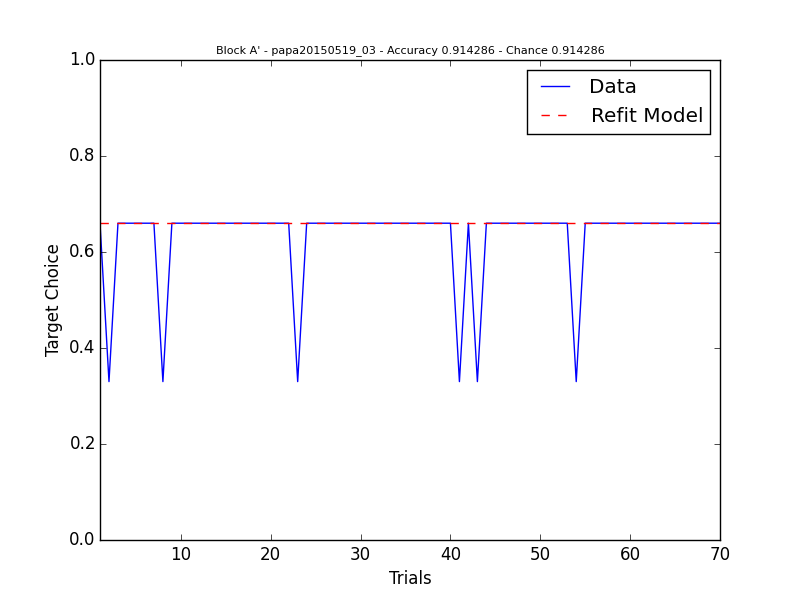 Block A' - papa20150519_03 - Accuracy 0.914286 - Chance 0.914286
1.0
Data
Refit Model
0.8
0.6
Target Choice
0.4
0.2
0.0
10 20 30 40 50 60 70
Trials